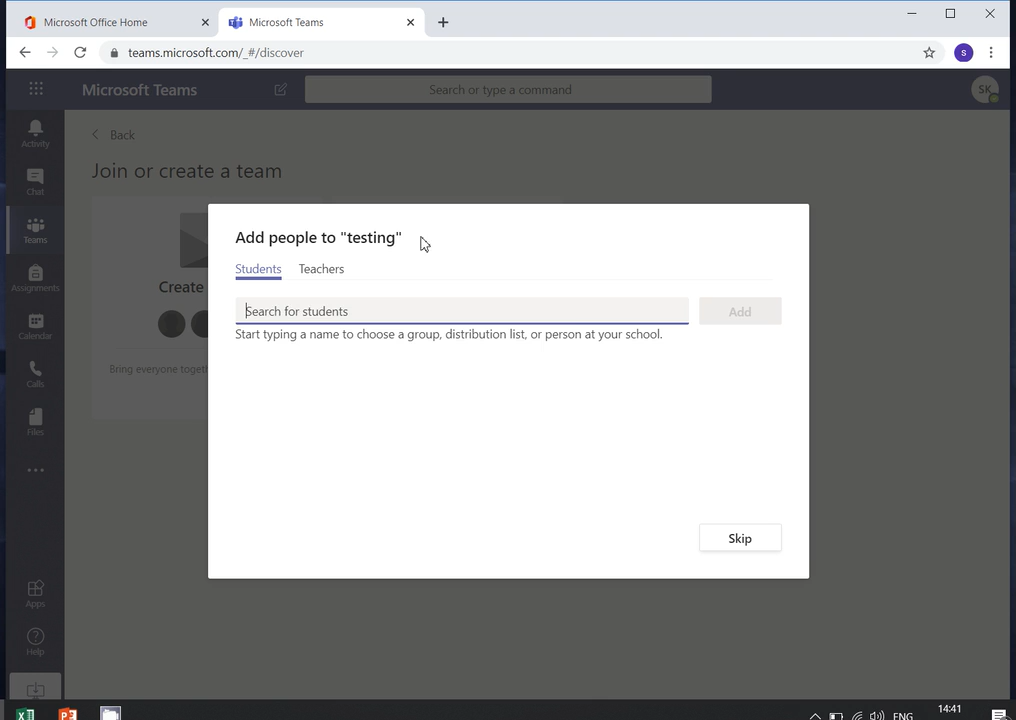 Microsoft Office Home
Microsoft Teams
teams.microsoft.com/_#/discover
s
Microsoft Teams
Search or type a command
SK
Activity
Chat
Teams
Assignments
Calendar
Calls
Files
Apps
Help
Back
Join or create a team
Create
Bring everyone togeth
Add people to "testing"
Students Teachers
Search for students
Add
Start typing a name to choose a group, distribution list, or person at your school.
Skip
ENG
14:41